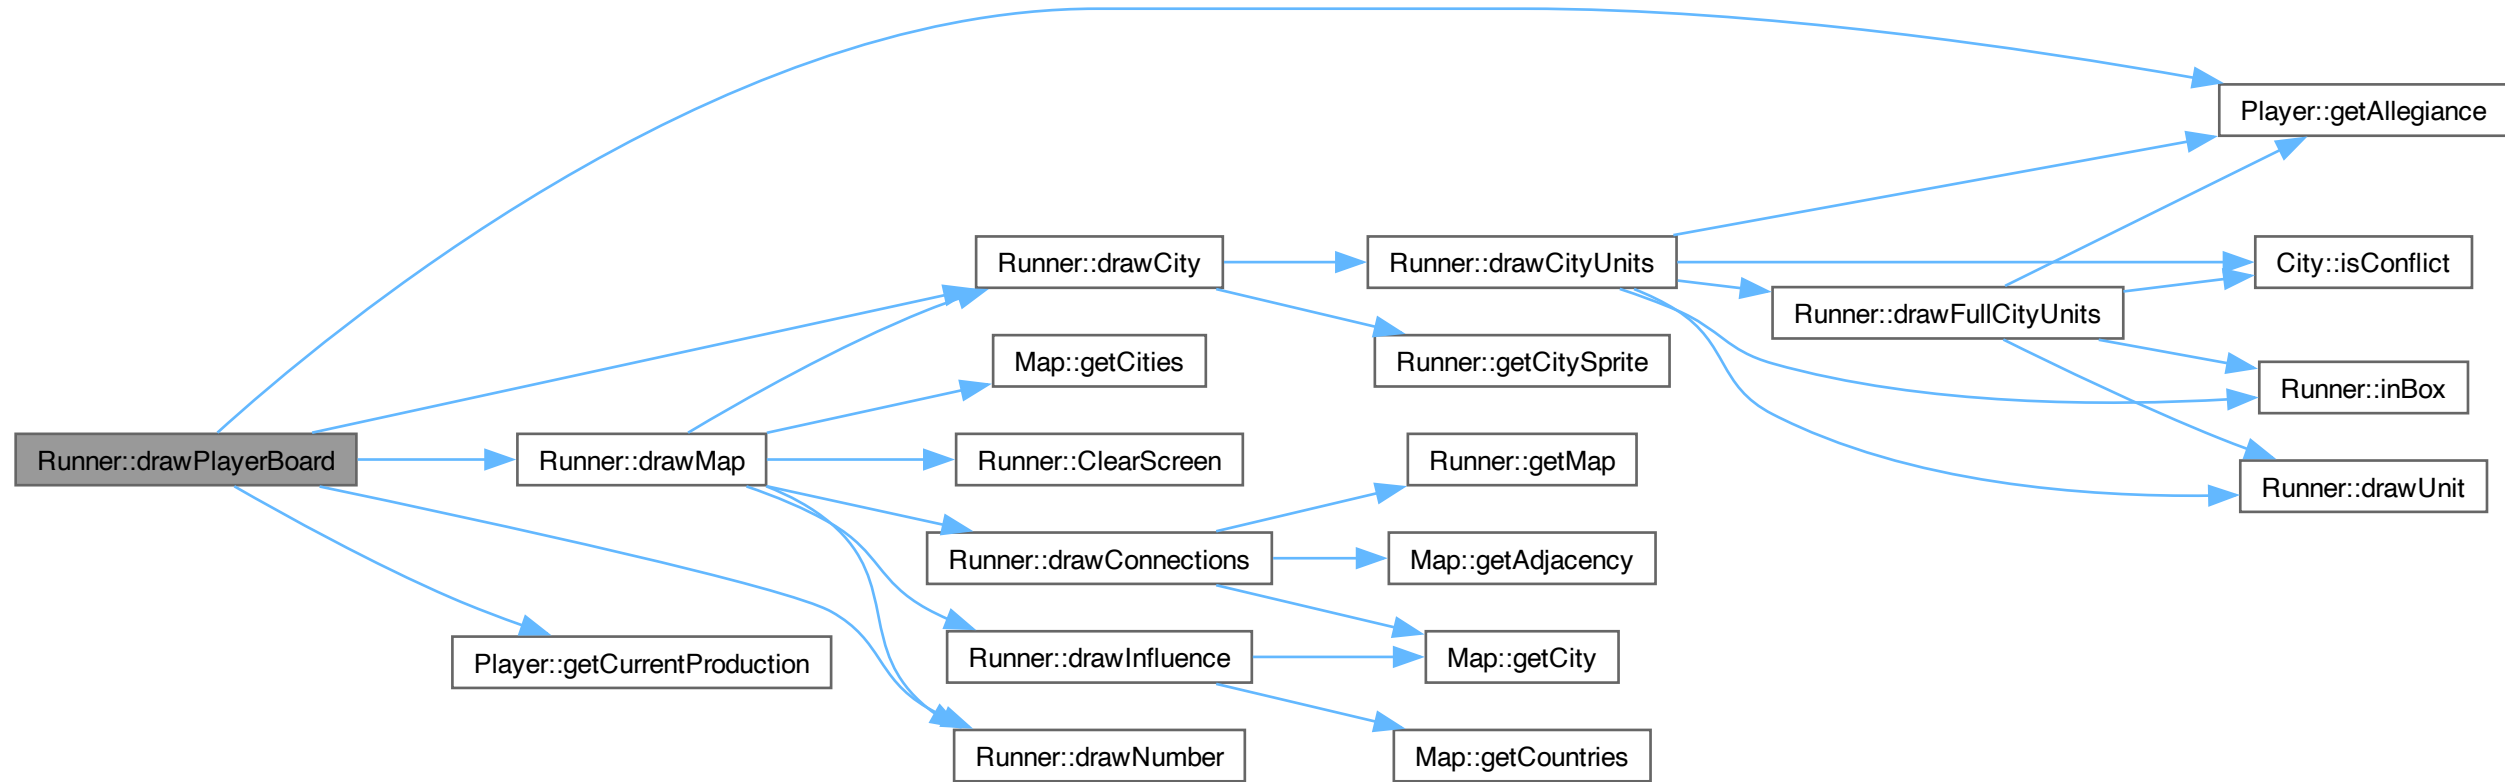 Runner::drawPlayerBoard
Player::getAllegiance
Runner::drawCity
Runner::drawCityUnits
City::isConflict
Runner::drawFullCityUnits
Map::getCities
Runner::getCitySprite
Runner::inBox
Runner::drawMap
Runner::ClearScreen
Runner::getMap
Runner::drawUnit
Runner::drawConnections
Map::getAdjacency
Player::getCurrentProduction
Runner::drawInfluence
Map::getCity
Runner::drawNumber
Map::getCountries